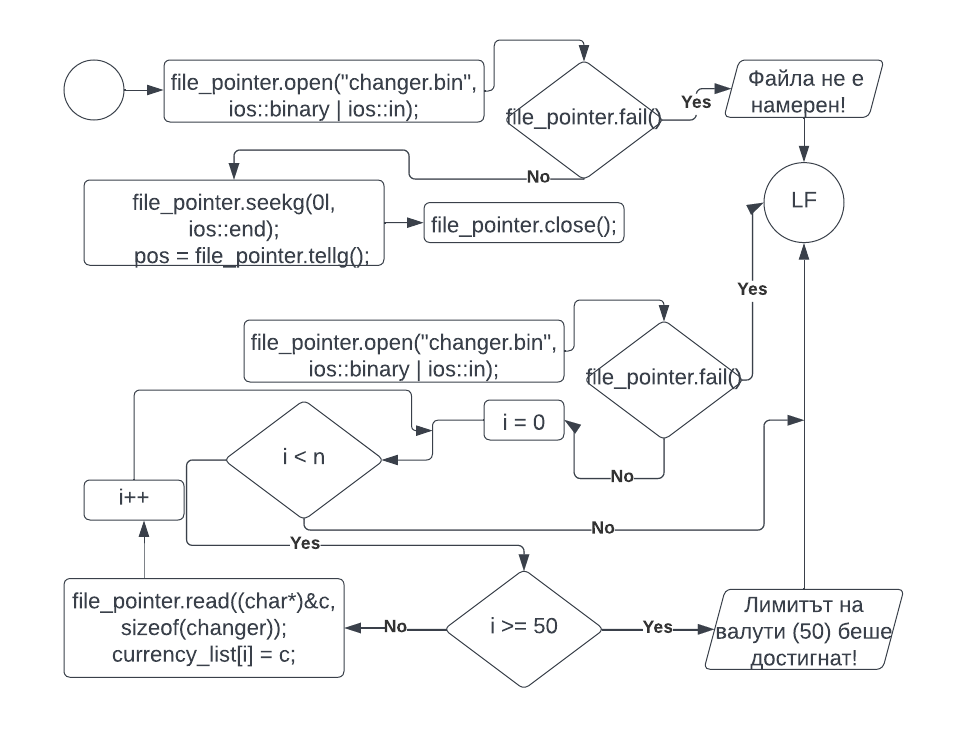 file_pointer.open("changer.bin",
ios::binary | ios::in);
file_pointer.fail()
Yes
Файла не е
намерен!
No
LF
file_pointer.seekg(0l,
ios::end);
pos = file_pointer.tellg();
file_pointer.close();
Yes
file_pointer.open("changer.bin",
ios::binary | ios::in);
file_pointer.fail()
i = 0
No
i < n
i++
No
Yes
file_pointer.read((char*)&c,
sizeof(changer));
currency_list[i] = c;
No
i >= 50
Yes
Лимитът на
валути (50) беше
достигнат!